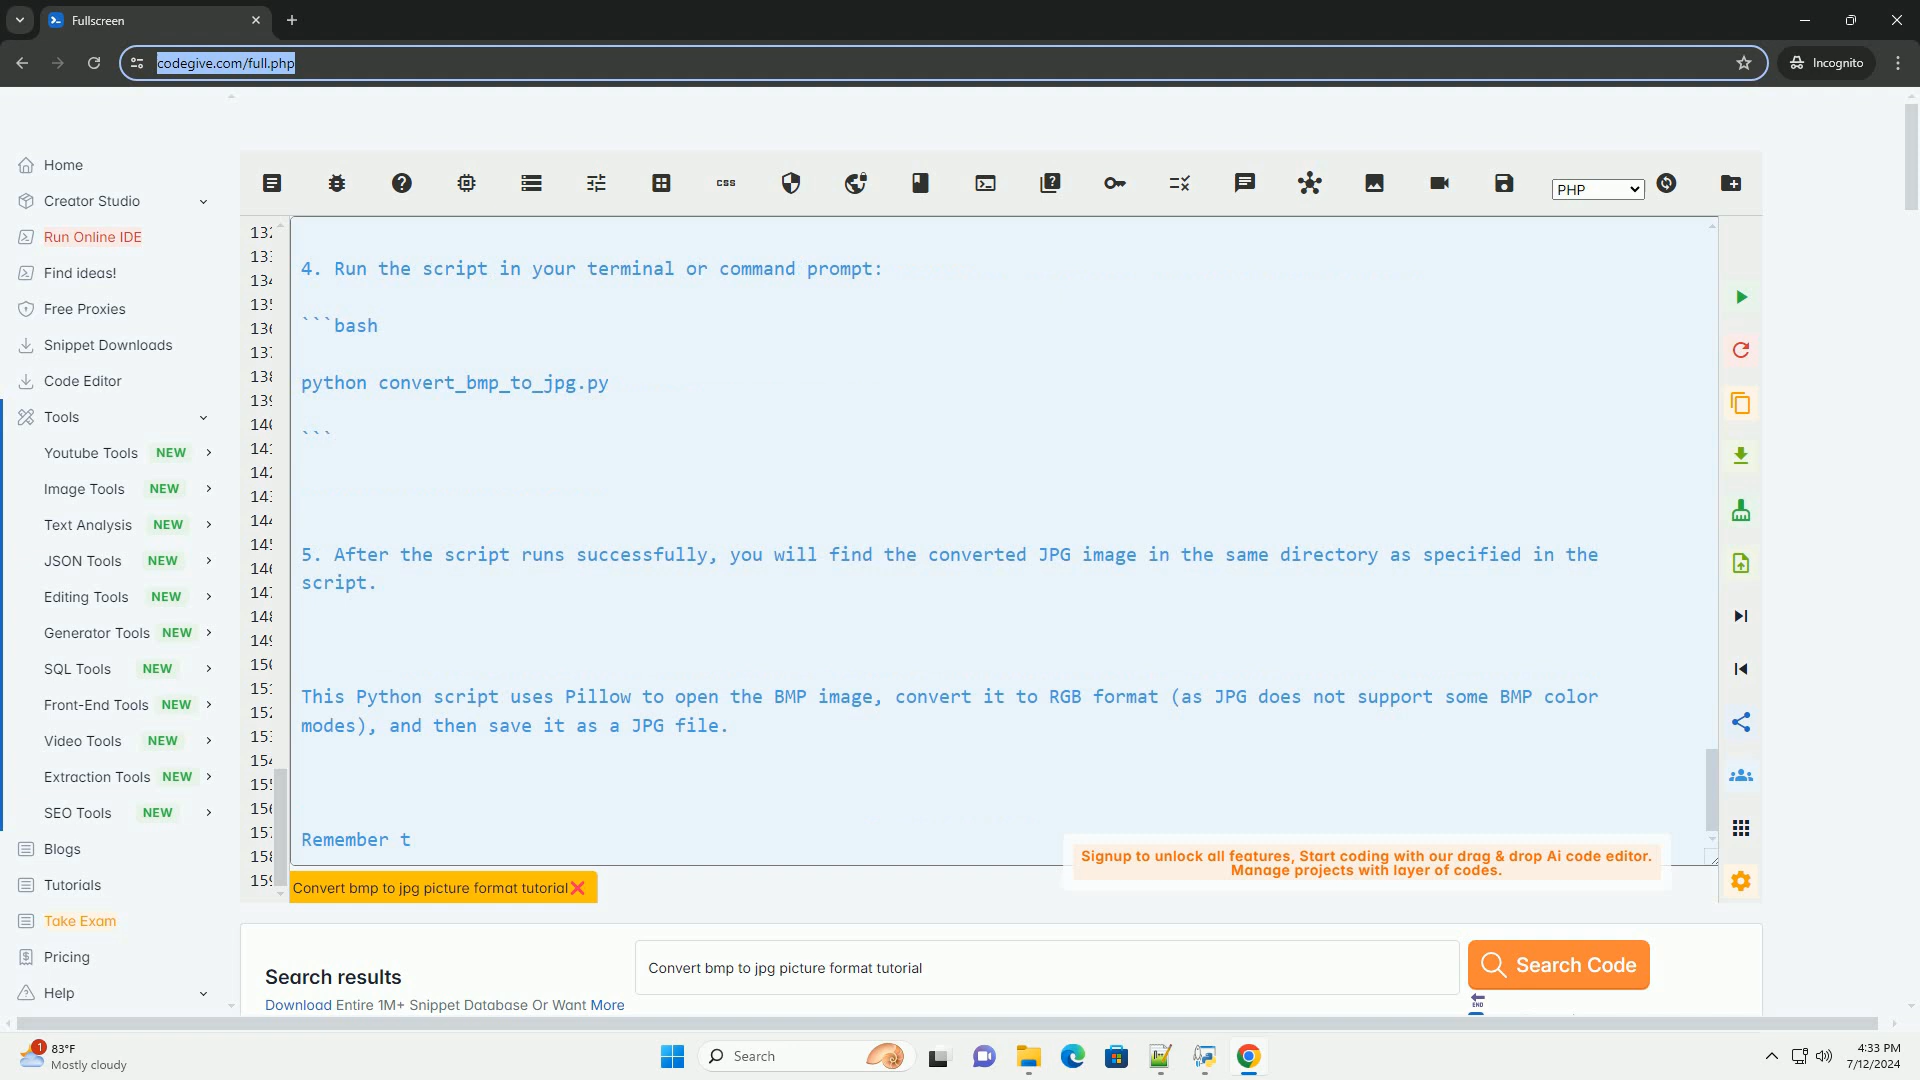 Fullscreen
codegive.com/full.php
Incognito
Home
Creator Studio
Run Online IDE
Find ideas!
Free Proxies
Snippet Downloads
Code Editor
Tools
Youtube Tools NEW
Image Tools NEW
Text Analysis NEW
JSON Tools NEW
Editing Tools NEW
Generator Tools NEW
SQL Tools NEW
Front-End Tools NEW
Video Tools NEW
Extraction Tools NEW
SEO Tools NEW
Blogs
Tutorials
Take Exam
Pricing
Help
css
PHP
4. Run the script in your terminal or command prompt:
```bash
python convert_bmp_to_jpg.py
```
5. After the script runs successfully, you will find the converted JPG image in the same directory as specified in the
script.
This Python script uses Pillow to open the BMP image, convert it to RGB format (as JPG does not support some BMP color
modes), and then save it as a JPG file.
Remember t
Signup to unlock all features, Start coding with our drag & drop Ai code editor.
Manage projects with layer of codes.
Convert bmp to jpg picture format tutorial
Search results
Download Entire 1M+ Snippet Database Or Want More
Convert bmp to jpg picture format tutorial
Search Code
END
1
83°F
Mostly cloudy
Search
4:33 PM
7/12/2024